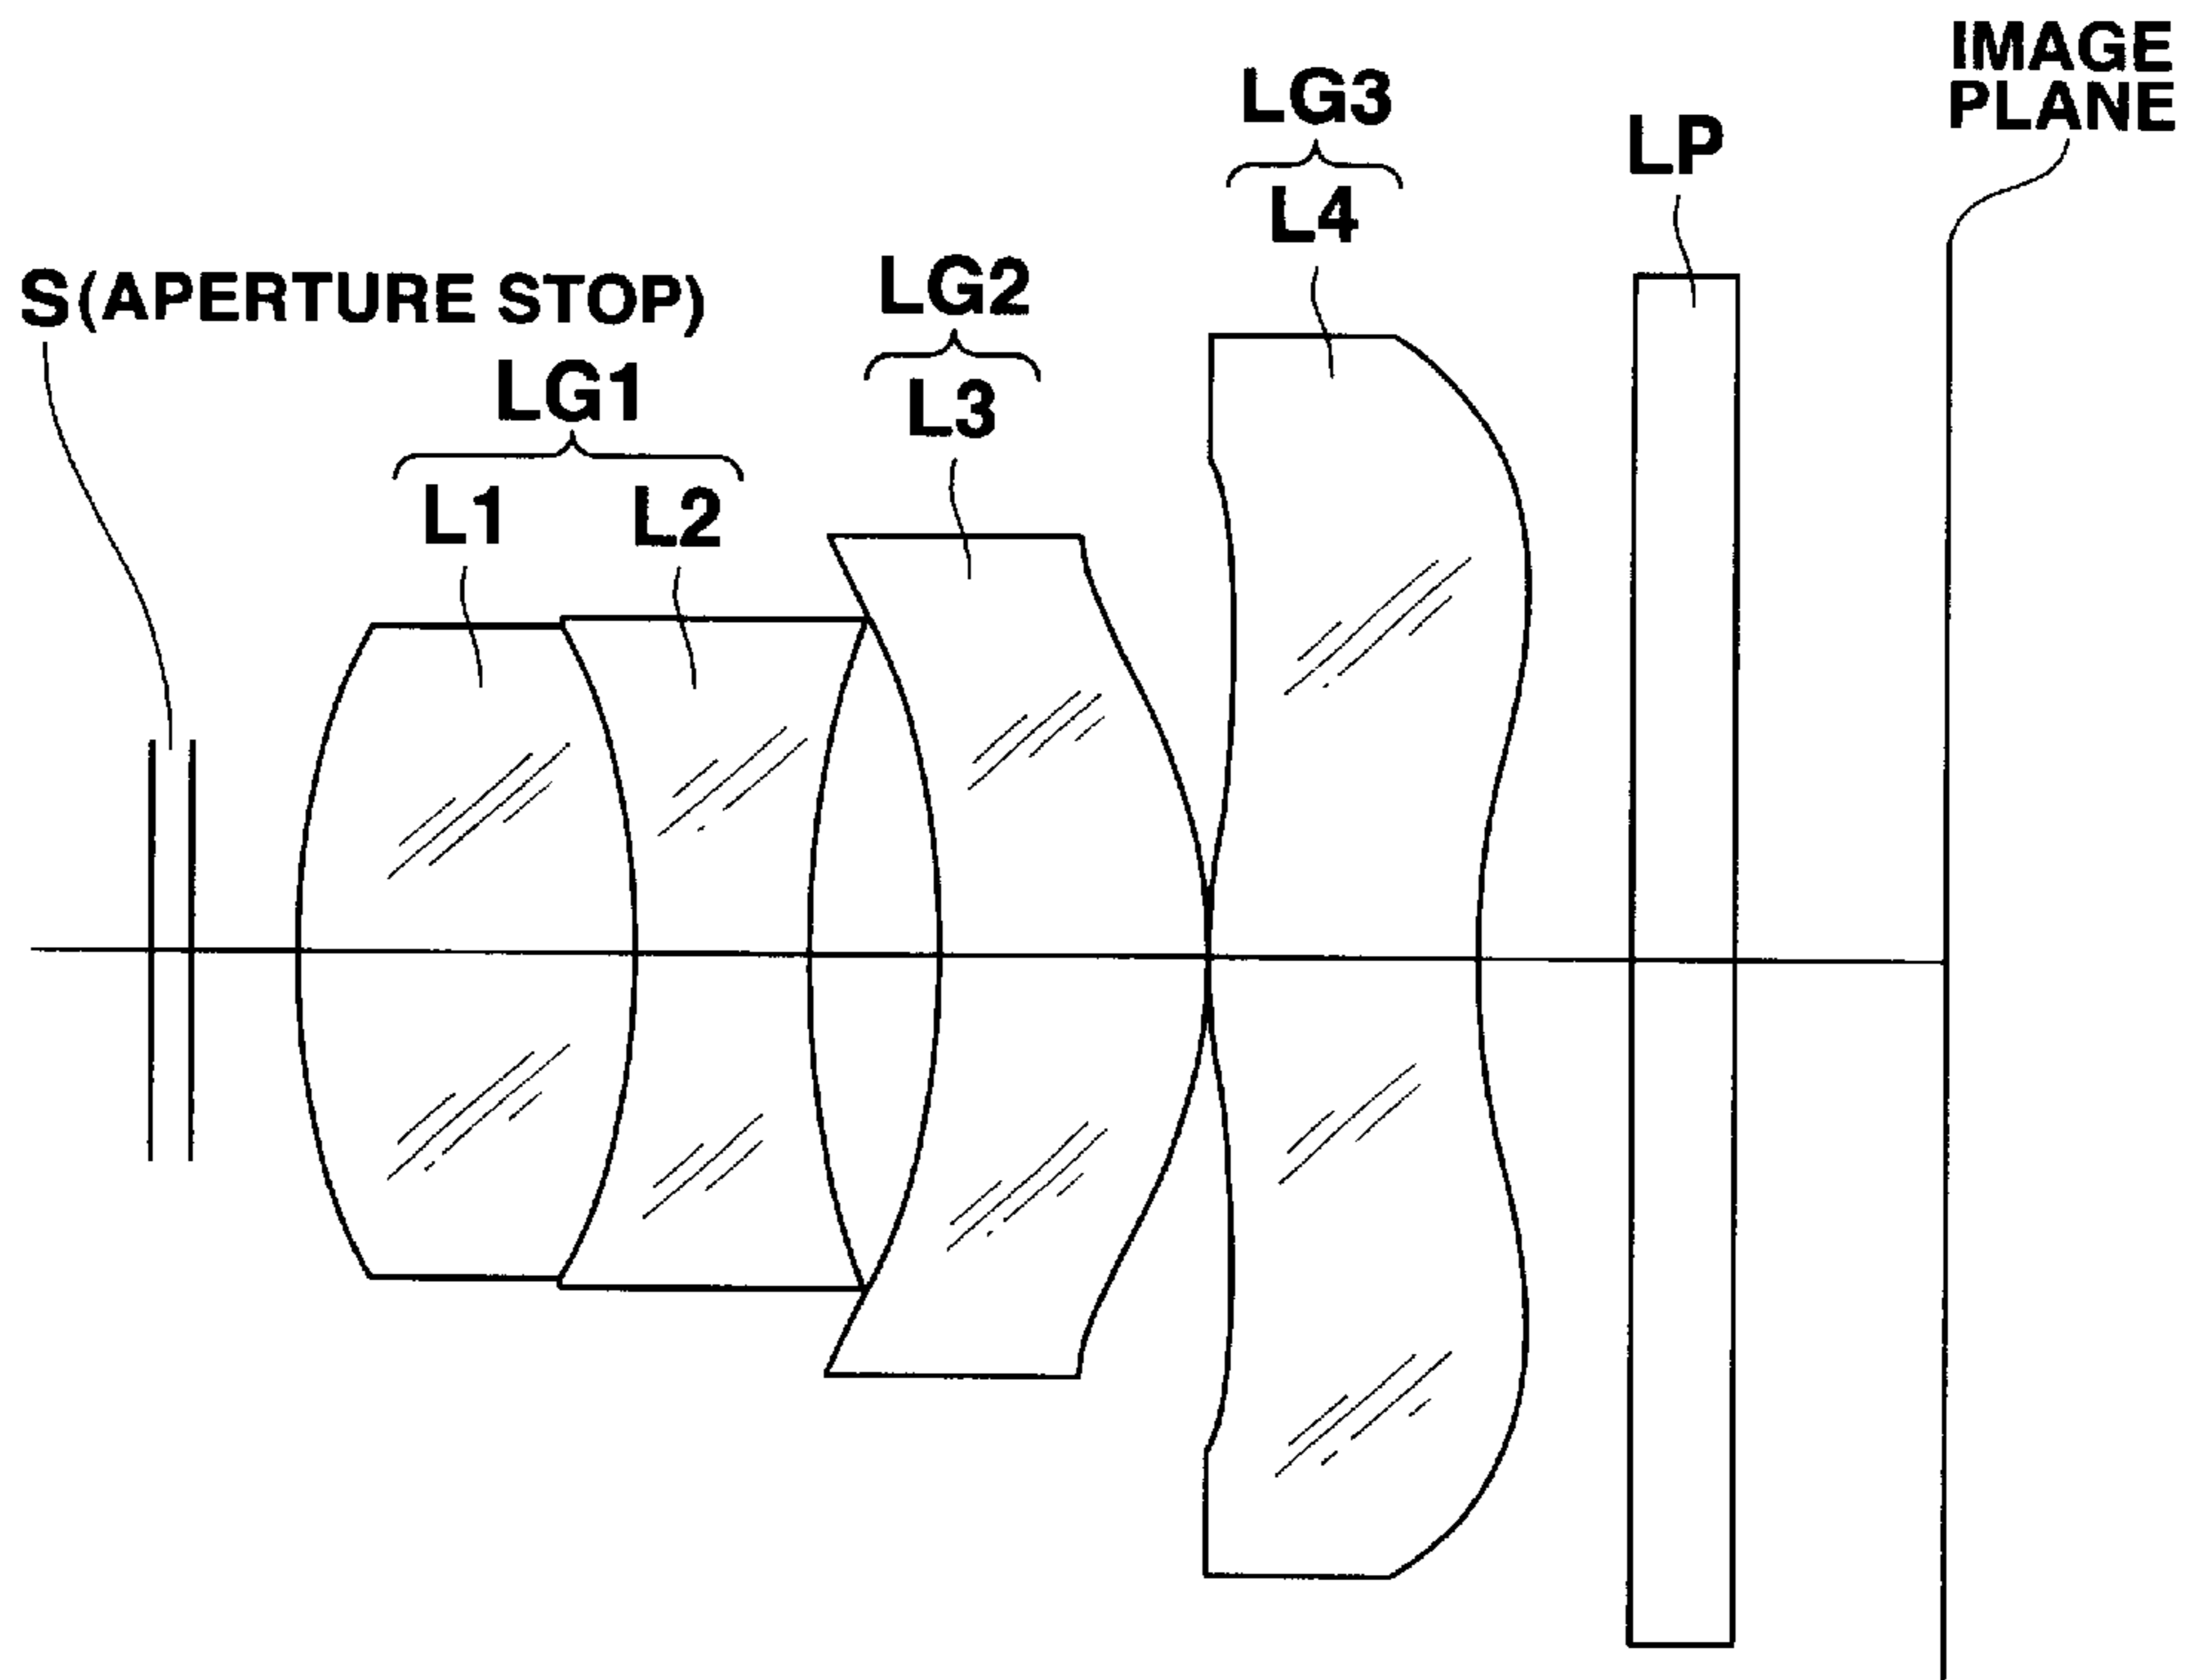 IMAGE
PLANE
LG3
LP
L4
LG2
S(APERTURE STOP)
LG1
L3
L1 L2